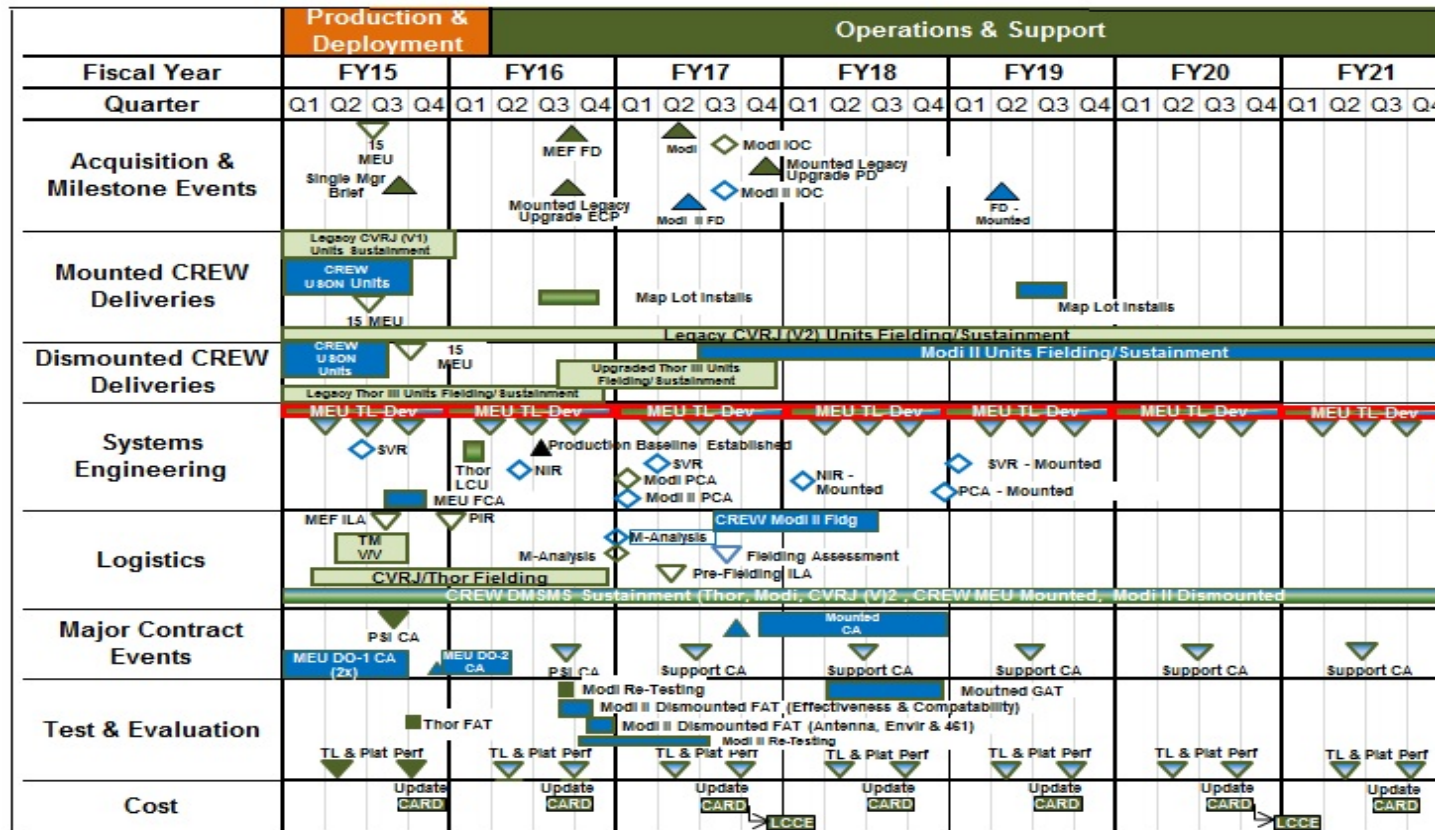 Production &
Deployment
Operations & Support
Fiscal Year
FY15
FY16
FY17
FY18
FY19
FY20
FY21
Quarter
Q1 Q2 Q3 Q4 Q1 Q2 Q3 Q4 Q1 Q2 Q3 Q4 Q1 Q2 Q3 Q4 Q1 Q2 Q3 Q4 Q1 Q2 Q3 Q4 Q1 Q2 Q3 Q4
Acquisition &
Milestone Events
15
MEU
Single Mgr
Brief
MEF FD
Mounted Legacy
Upgrade ECP
Modi
Modi II FD
Modi IOC
Mounted Legacy
Upgrade PD
Modi II IOC
FD -
Mounted
Mounted CREW
Deliveries
Legacy CVRJ (V1)
Units Sustainment
CREW
USON Units
15 MEU
Map Lot Installs
Map Lot Installs
Legacy CVRJ (V2) Units Fielding/Sustainment
Dismounted CREW
Deliveries
CREW
USON
Units
15
MEU
Upgraded Thor III Units
Fielding/Sustainment
Modi II Units Fielding/Sustainment
Legacy Thor III Units Fielding/Sustainment
Systems
Engineering
MEU TL Dev
MEU TL Dev
MEU TL Dev
MEU TL Dev
MEU TL Dev
MEU TL Dev
MEU TL Dev
SVR
Thor
LCU
MEU FCA
Production Baseline Established
NIR
SVR
Modi PCA
Modi II PCA
NIR -
Mounted
SVR - Mounted
PCA - Mounted
Logistics
MEF ILA
PIR
TM
VV
M-Analysis
M-Analysis
CREW Modi II Fldg
Fielding Assessment
Pre-Fielding ILA
CVRJ/Thor Fielding
CREW DMSMS Sustainment (Thor, Modi, CVRJ (V)2 , CREW MEU Mounted, Modi II Dismounted
Major Contract
Events
PSI CA
MEU DO-1 CA
(2x)
MEU DO-2
CA
PSI CA
Mounted
CA
Support CA
Support CA
Support CA
Support CA
Support CA
Test & Evaluation
Thor FAT
Modi Re-Testing
Modi II Dismounted FAT (Effectiveness & Compatability)
Modi II Dismounted FAT (Antenna, Envir & 461)
Modi II Re-Testing
Moutned GAT
TL & Plat Perf
TL & Plat Perf
TL & Plat Perf
TL & Plat Perf
TL & Plat Perf
TL & Plat Perf
TL & Plat Perf
Cost
Update
CARD
Update
CARD
Update
CARD
LCCE
Update
CARD
Update
CARD
Update
CARD
LCCE
Update
CARD